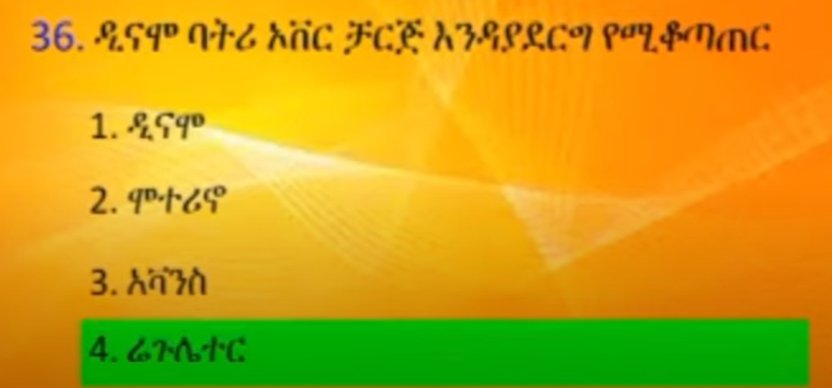 36. ዲናሞ ባትሪ ኦቨር ቻርጅ እንዳያደርግ የሚቆጣጠር
1. ዲናሞ
2. ሞተሪኖ
3. አቫንስ
4. ሬጉሌተር